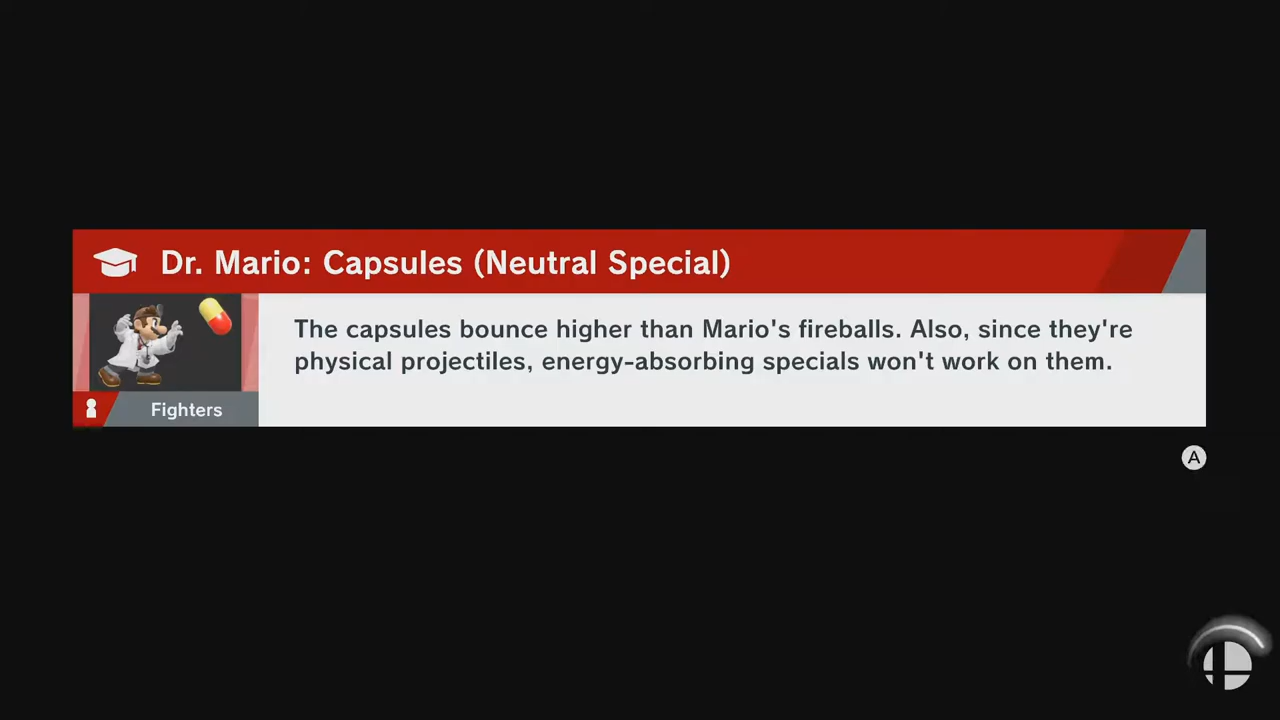 Dr. Mario: Capsules (Neutral Special)
The capsules bounce higher than Mario's fireballs. Also, since they're
physical projectiles, energy-absorbing specials won't work on them.
Fighters
A